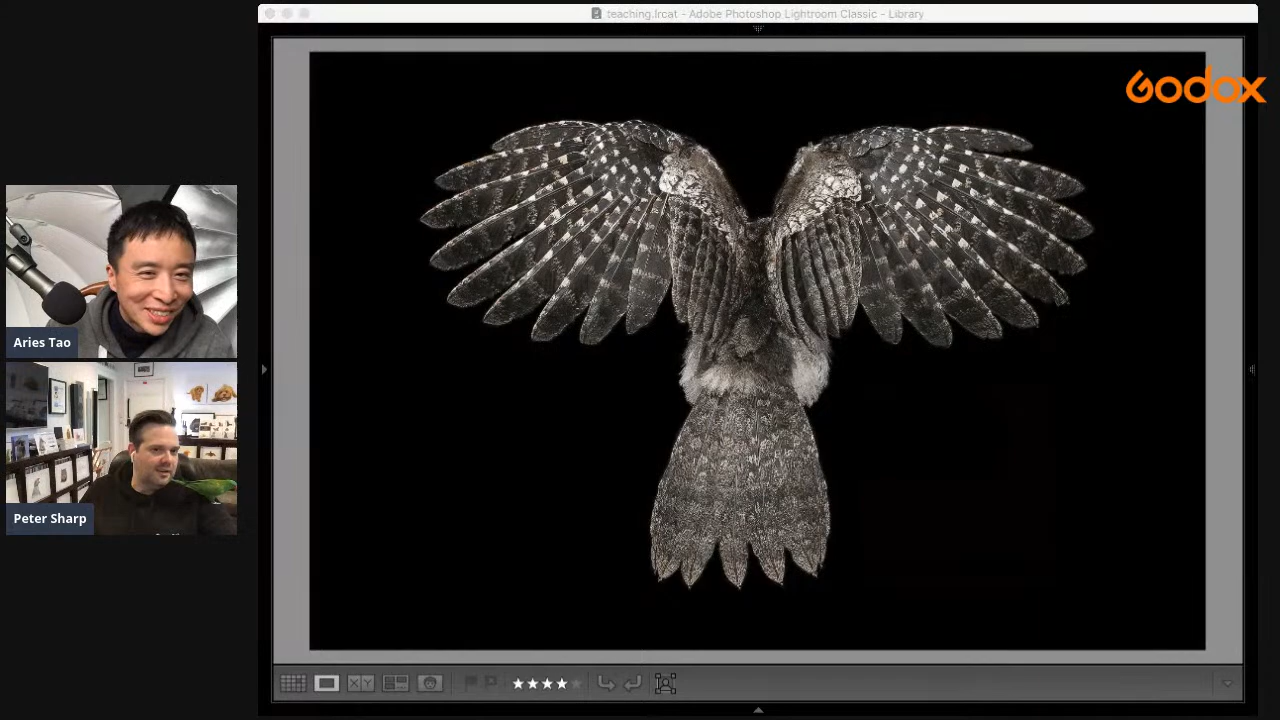 teaching.lrcat - Adobe Photoshop Lightroom Classic - Library
Godox
Aries Tao
Peter Sharp